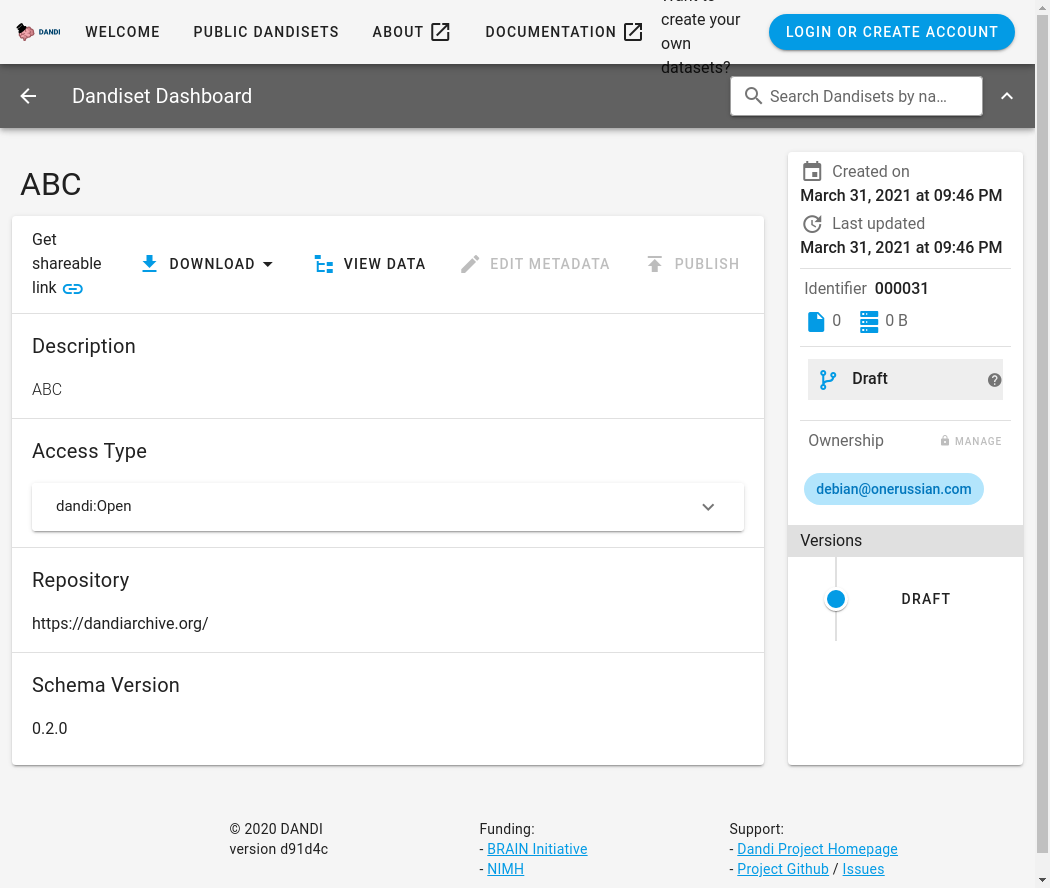 DANDI
WELCOME
PUBLIC DANDISETS
ABOUT
DOCUMENTATION
create your
own
datasets?
LOGIN OR CREATE ACCOUNT
Dandiset Dashboard
Search Dandisets by na…
ABC
Get
shareable
link
DOWNLOAD
VIEW DATA
EDIT METADATA
PUBLISH
Description
ABC
Access Type
dandi:Open
Repository
https://dandiarchive.org/
Schema Version
0.2.0
Created on
March 31, 2021 at 09:46 PM
Last updated
March 31, 2021 at 09:46 PM
Identifier 000031
0 0 B
Draft
Ownership
MANAGE
debian@onerussian.com
Versions
DRAFT
© 2020 DANDI
version d91d4c
Funding:
- BRAIN Initiative
- NIMH
Support:
- Dandi Project Homepage
- Project Github / Issues